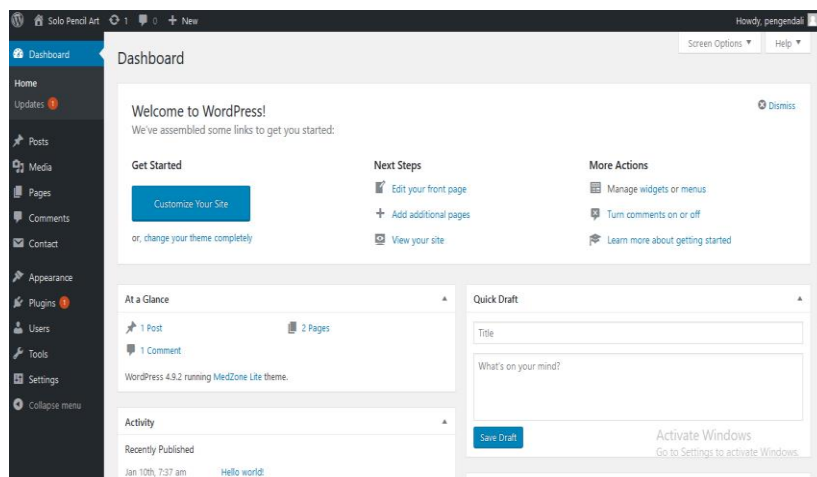 Solo Pencil Art 1 0 New Howdy, pengendali
Dashboard
Home
Updates 1
Posts
Media
Pages
Comments
Contact
Appearance
Plugins 1
Users
Tools
Settings
Collapse menu
Screen Options Help
Dashboard
Welcome to WordPress!
We've assembled some links to get you started:
Dismiss
Get Started
Customize Your Site
or, change your theme completely
Next Steps
Edit your front page
Add additional pages
View your site
More Actions
Manage widgets or menus
Turn comments on or off
Learn more about getting started
At a Glance
1 Post 2 Pages
1 Comment
WordPress 4.9.2 running MedZone Lite theme.
Activity
Recently Published
Jan 10th, 7:37 am Hello world!
Quick Draft
Title
What's on your mind?
Save Draft
Activate Windows
Go to Settings to activate Windows.